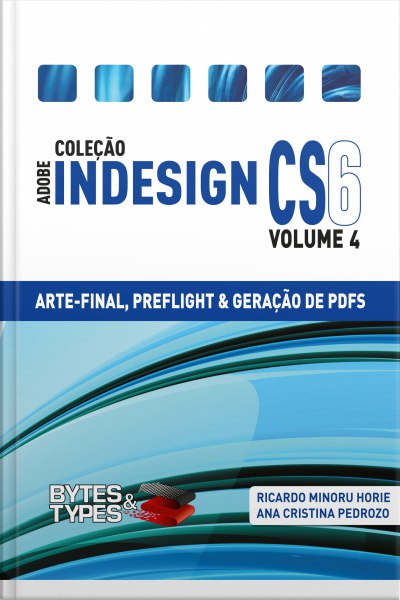 COLEÇÃO
ADOBE
INDESIGN CS6
VOLUME 4
ARTE-FINAL, PREFLIGHT & GERAÇÃO DE PDFS
BYTES &
TYPES
RICARDO MINORU HORIE
ANA CRISTINA PEDROZO